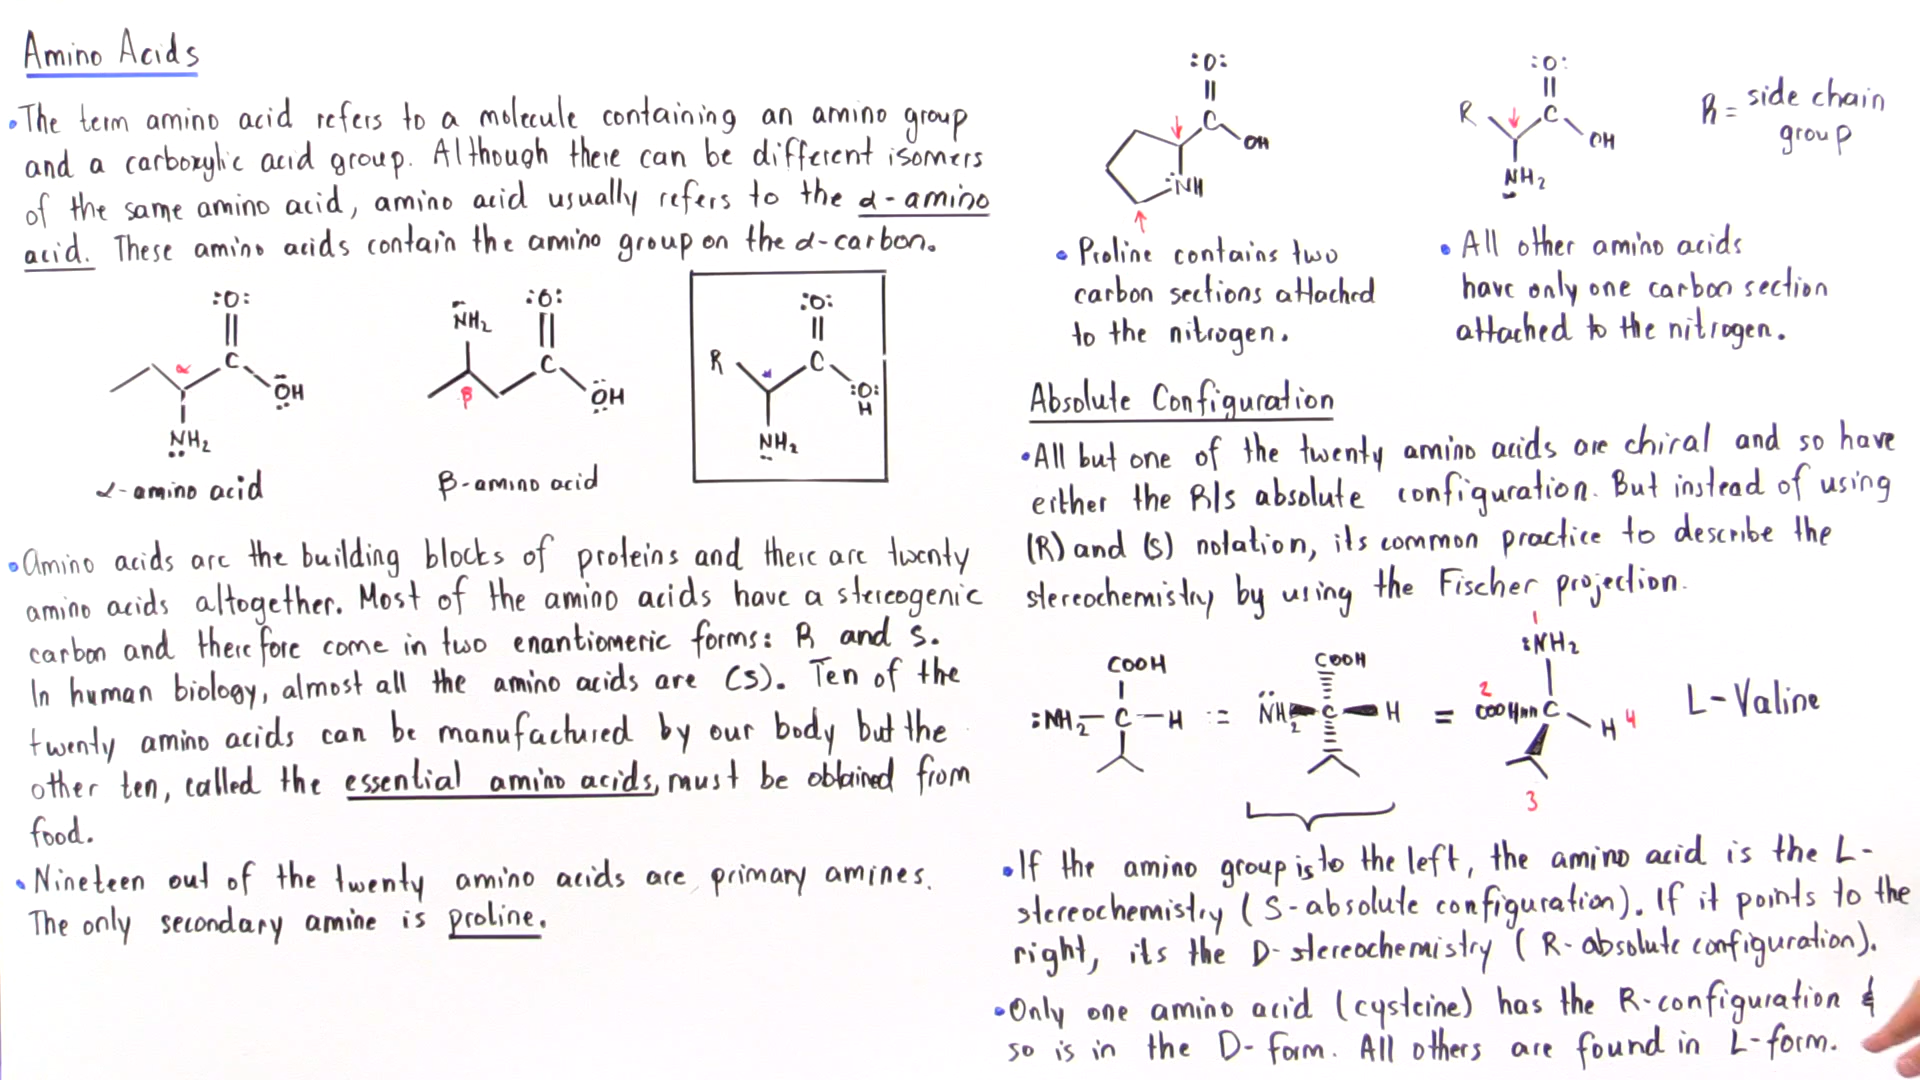 Amino Acids
•The term amino acid refers to a molecule containing an amino group
and a carboxylic acid group. Although there can be different isomers
of the same amino acid, amino acid usually refers to the α-amino
acid. These amino acids contain the amino group on the α-carbon.
:O:
α
C
ÖH
NH₂
α-amino acid
NH₂
:O:
C
ÖH
β
β-amino acid
:O:
R
C
:O:
H
NH₂
•Amino acids are the building blocks of proteins and there are twenty
amino acids altogether. Most of the amino acids have a stereogenic
carbon and therefore come in two enantiomeric forms: R and S.
In human biology, almost all the amino acids are (S). Ten of the
twenty amino acids can be manufactured by our body but the
other ten, called the essential amino acids, must be obtained from
food.
•Nineteen out of the twenty amino acids are primary amines.
The only secondary amine is proline.
:O:
C
OH
:NH
•Proline contains two
carbon sections attached
to the nitrogen.
:O:
R
C
OH
NH₂
R = side chain
group
•All other amino acids
have only one carbon section
attached to the nitrogen.
Absolute Configuration
•All but one of the twenty amino acids are chiral and so have
either the R/S absolute configuration. But instead of using
(R) and (S) notation, its common practice to describe the
stereochemistry by using the Fischer projection.
COOH
:NH₂—C—H =
COOH
NH₂ C H =
1
:NH₂
2
COOH C H 4
3
L-Valine
•If the amino group is to the left, the amino acid is the L-
stereochemistry (S-absolute configuration). If it points to the
right, its the D-stereochemistry (R-absolute configuration).
•Only one amino acid (cysteine) has the R-configuration &
so is in the D-form. All others are found in L-form.